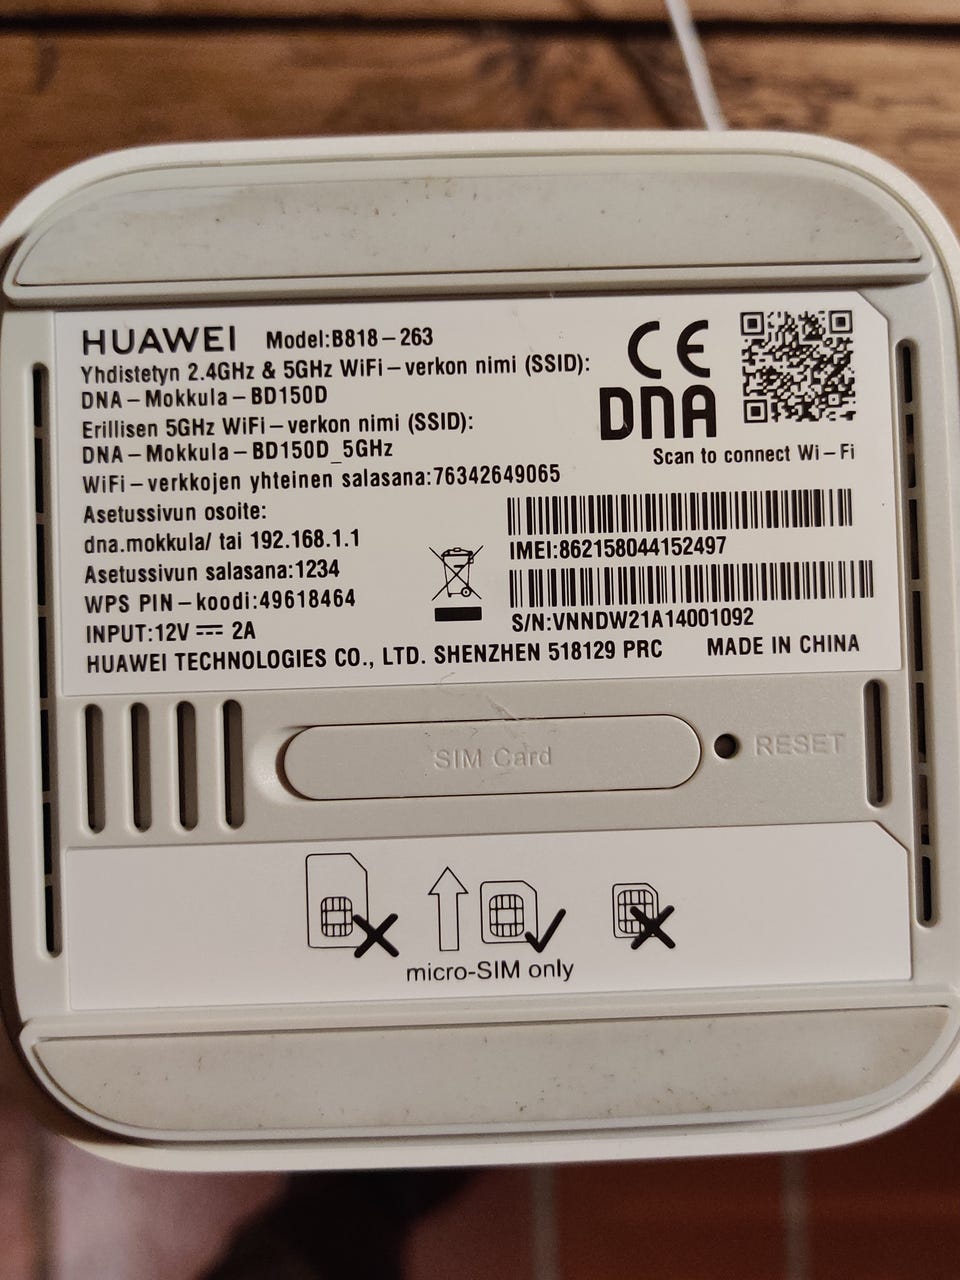 HUAWEI Model:B818-263
Yhdistetyn 2.4GHz & 5GHz WiFi-verkon nimi (SSID):
DNA-Mokkula-BD150D
Erillisen 5GHz WiFi-verkon nimi (SSID):
DNA-Mokkula-BD150D_5GHz
WiFi-verkkojen yhteinen salasana:76342649065
Asetussivun osoite:
dna.mokkula/ tai 192.168.1.1
Asetussivun salasana:1234
WPS PIN-koodi:49618464
INPUT:12V ⎓ 2A
HUAWEI TECHNOLOGIES CO., LTD. SHENZHEN 518129 PRC MADE IN CHINA
CE
DNA
Scan to connect Wi-Fi
IMEI:862158044152497
S/N:VNNDW21A14001092
SIM Card
RESET
micro-SIM only